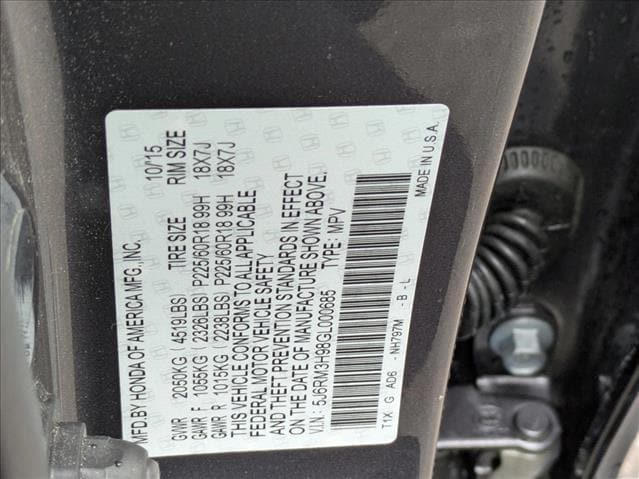 MFD.BY HONDA OF AMERICA MFG., INC. 10/15
GVWR 2050KG (4519LBS) TIRE SIZE RIM SIZE
GAWR F 1055KG (2326LBS) P225/60R18 99H 18X7J
GAWR R 1015KG (2238LBS) P225/60R18 99H 18X7J
THIS VEHICLE CONFORMS TO ALL APPLICABLE
FEDERAL MOTOR VEHICLE SAFETY
AND THEFT PREVENTION STANDARDS IN EFFECT
ON THE DATE OF MANUFACTURE SHOWN ABOVE.
V.I.N: 5J6RM3H98GL000685 TYPE: MPV
T1X G AD6 -NH797M -B-L MADE IN U.S.A.